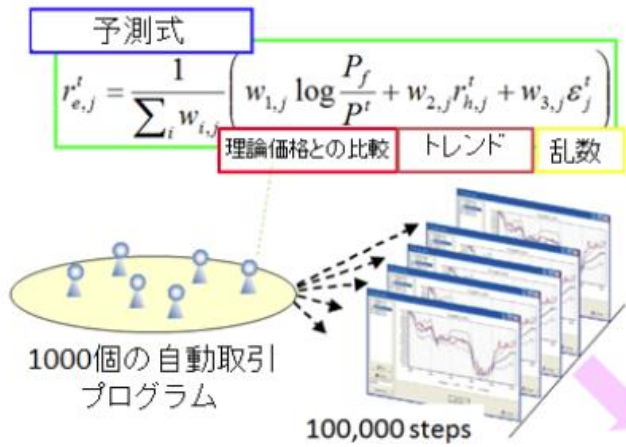 予測式
r^t_{e,j} = \frac{1}{\sum_i w_{i,j}} \left( w_{1,j} \log \frac{P_f}{P^t} + w_{2,j} r^t_{h,j} + w_{3,j} ε^t_j \right)
理論価格との比較 トレンド 乱数
1000個の自動取引
プログラム
100,000 steps